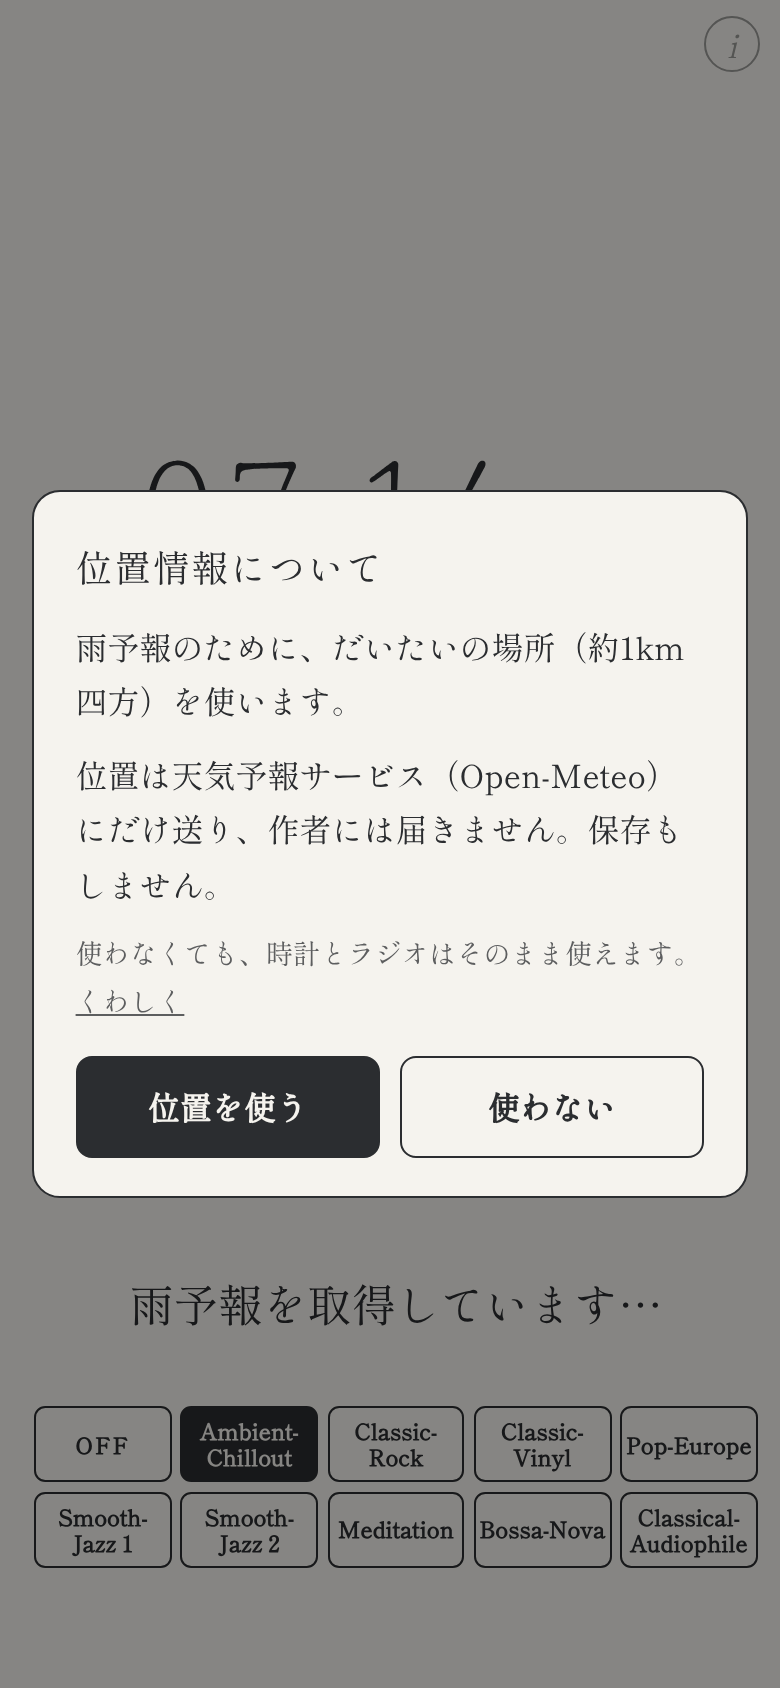 i
位置情報について
雨予報のために、だいたいの場所（約1km
四方）を使います。
位置は天気予報サービス（Open-Meteo）
にだけ送り、作者には届きません。保存も
しません。
使わなくても、時計とラジオはそのまま使えます。
くわしく
位置を使う 使わない
雨予報を取得しています…
OFF Ambient- Classic- Classic- Pop-Europe
Chillout Rock Vinyl
Smooth- Smooth- Meditation Bossa-Nova Classical-
Jazz 1 Jazz 2 Audiophile